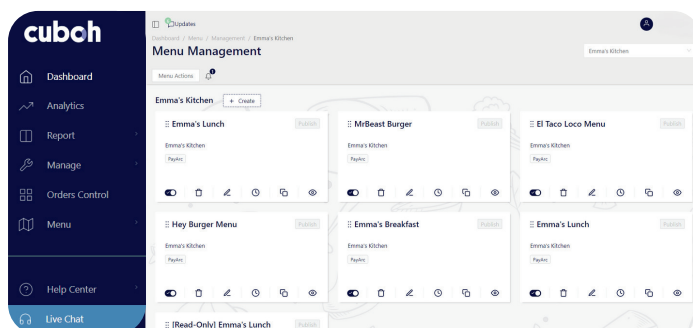 cuboh
Dashboard
Analytics
Report
Manage
Orders Control
Menu
Help Center
Live Chat
Updates
Dashboard / Menu / Management / Emma's Kitchen
Menu Management
Emma's Kitchen
Menu Actions
Emma's Kitchen
+ Create
Emma's Lunch
Publish
Emma's Kitchen
PayArc
MrBeast Burger
Publish
Emma's Kitchen
PayArc
El Taco Loco Menu
Publish
Emma's Kitchen
PayArc
Hey Burger Menu
Publish
Emma's Kitchen
PayArc
Emma's Breakfast
Publish
Emma's Kitchen
PayArc
Emma's Lunch
Publish
Emma's Kitchen
PayArc
[Read-Only] Emma's Lunch
Publish